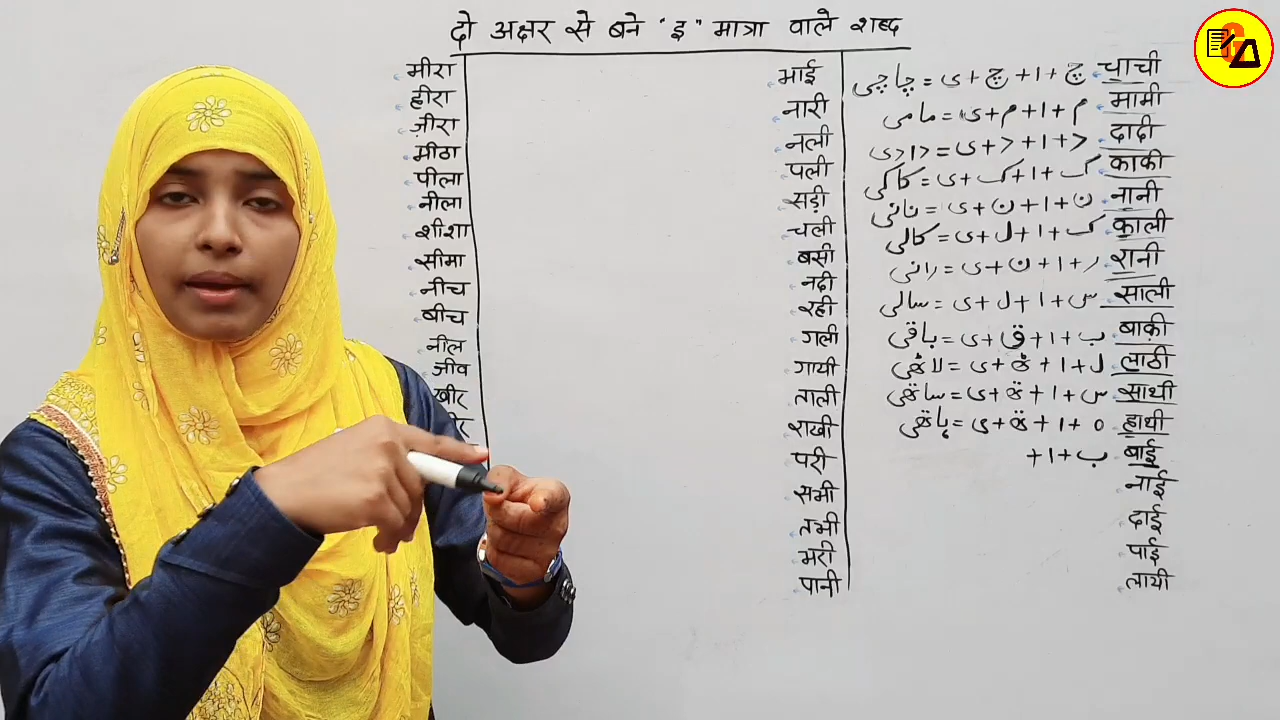 दो अक्षर से बने "इ" मात्रा वाले शब्द
मीरा
हीरा
जीरा
मीठा
पीला
नीला
शीशा
सीमा
नीच
बीच
नील
जीव
खीर
भाई
नारी
नली
पली
सड़ी
चली
बसी
नदी
रही
गली
गायी
ताली
राखी
परी
सभी
तभी
मरी
पानी
चाची چ+ا+چ+ی=چاچی
मामी م+ا+م+ی=مامی
दादी د+ا+د+ی=دادی
काकी ک+ا+ک+ی=کاکی
नानी ن+ا+ن+ی=نانی
काली ک+ا+ل+ی=کالی
रानी ر+ا+ن+ی=رانی
साली س+ا+ل+ی=سالی
बाक़ी ب+ا+ق+ی=باقی
लाठी ل+ا+ٹھ+ی=لاٹھی
साथी س+ا+تھ+ی=ساتھی
हाथी ہ+ا+تھ+ی=ہاتھی
बाई ب+ا+
नाई
दाई
पाई
लायी